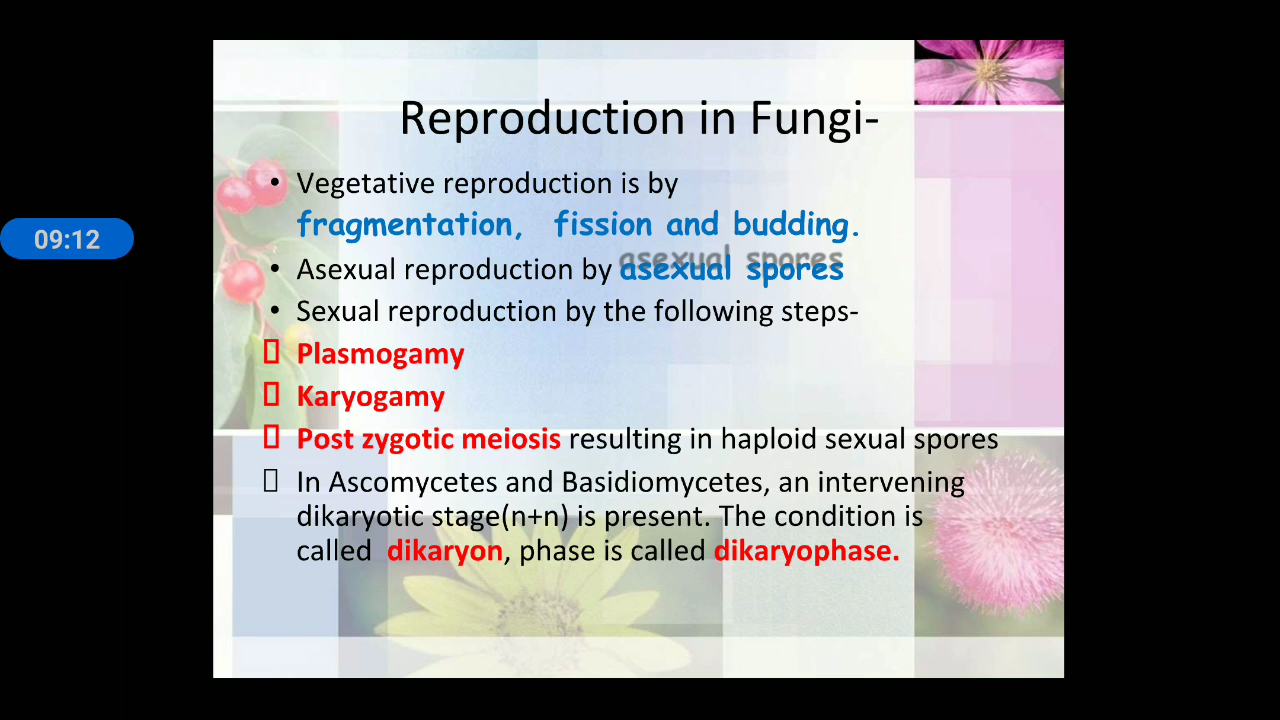 Reproduction in Fungi-
09:12
• Vegetative reproduction is by
fragmentation, fission and budding.
• Asexual reproduction by asexual spores
• Sexual reproduction by the following steps-
Plasmogamy
Karyogamy
Post zygotic meiosis resulting in haploid sexual spores
In Ascomycetes and Basidiomycetes, an intervening
dikaryotic stage(n+n) is present. The condition is
called dikaryon, phase is called dikaryophase.